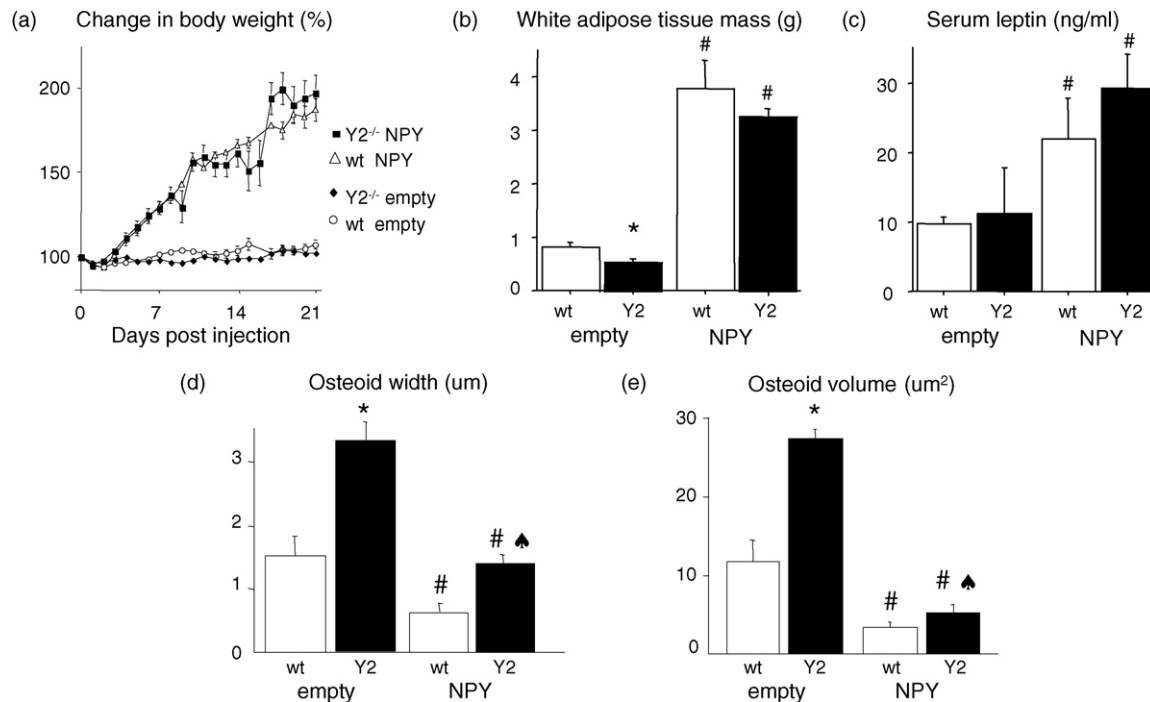 (a) Change in body weight (%)
200
150
100
0 7 14 21
Days post injection
■ Y2-/- NPY
△ wt NPY
◆ Y2-/- empty
○ wt empty
(b) White adipose tissue mass (g)
4
3
2
1
0
*
#
#
wt Y2 wt Y2
empty NPY
(c) Serum leptin (ng/ml)
30
20
10
0
#
#
wt Y2 wt Y2
empty NPY
(d) Osteoid width (um)
3
2
1
0
*
#
# ♠
wt Y2 wt Y2
empty NPY
(e) Osteoid volume (um²)
30
20
10
0
*
#
# ♠
wt Y2 wt Y2
empty NPY